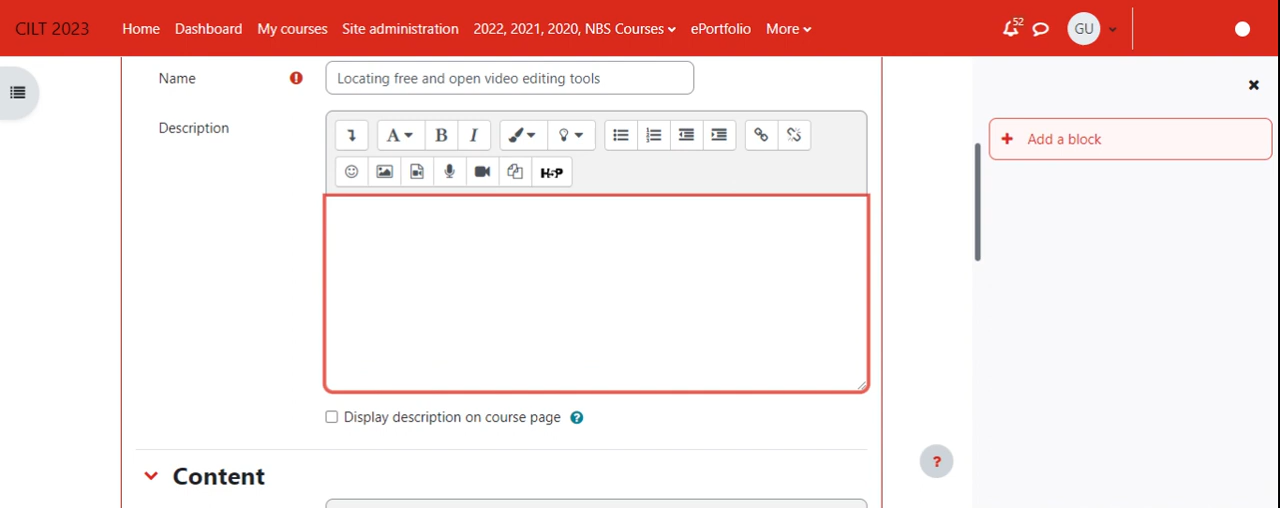 CILT 2023 Home Dashboard My courses Site administration 2022, 2021, 2020, NBS Courses ePortfolio More 52 GU
Name Locating free and open video editing tools
Description
A B I
H-P
Add a block
Display description on course page ?
Content
?